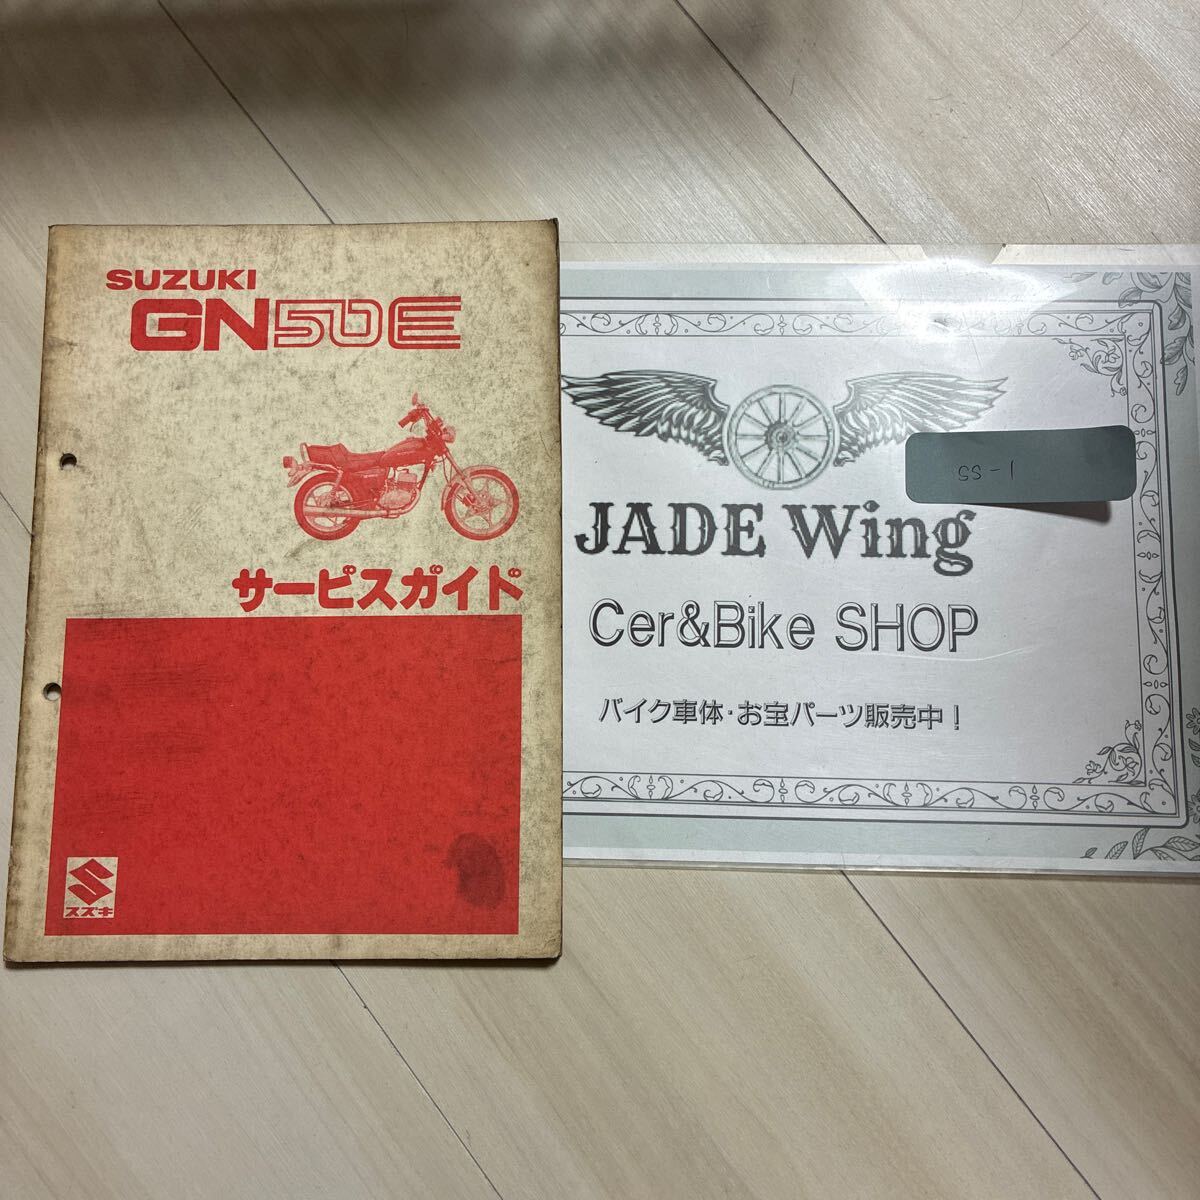 SUZUKI
GN50E
サービスガイド
スズキ
SS-1
JADE Wing
Cer&Bike SHOP
バイク車体・お宝パーツ販売中！